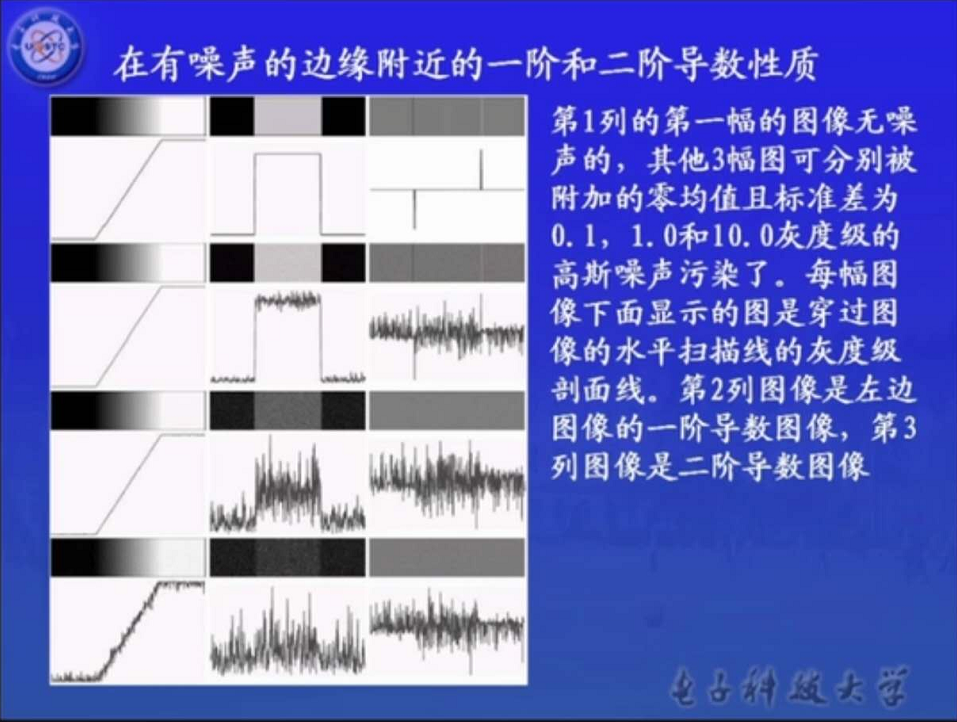 在有噪声的边缘附近的一阶和二阶导数性质
第1列的第一幅的图像无噪
声的，其他3幅图可分别被
附加的零均值且标准差为
0.1，1.0和10.0灰度级的
高斯噪声污染了。每幅图
像下面显示的图是穿过图
像的水平扫描线的灰度级
剖面线。第2列图像是左边
图像的一阶导数图像，第3
列图像是二阶导数图像
电子科技大学